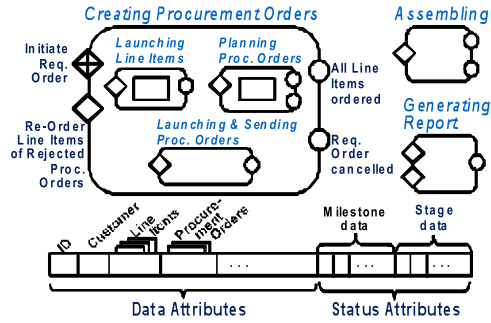 Creating Procurement Orders
Assembling
Initiate
Req.
Order
Launching
Line Items
Planning
Proc. Orders
All Line
Items
ordered
Re-Order
Line Items
of Rejected
Proc.
Orders
Launching & Sending
Proc. Orders
Req.
Order
cancelled
Generating
Report
ID
Customer
Line
Items
Procure-
ment
Orders
Milestone
data
Stage
data
...
...
...
Data Attributes
Status Attributes